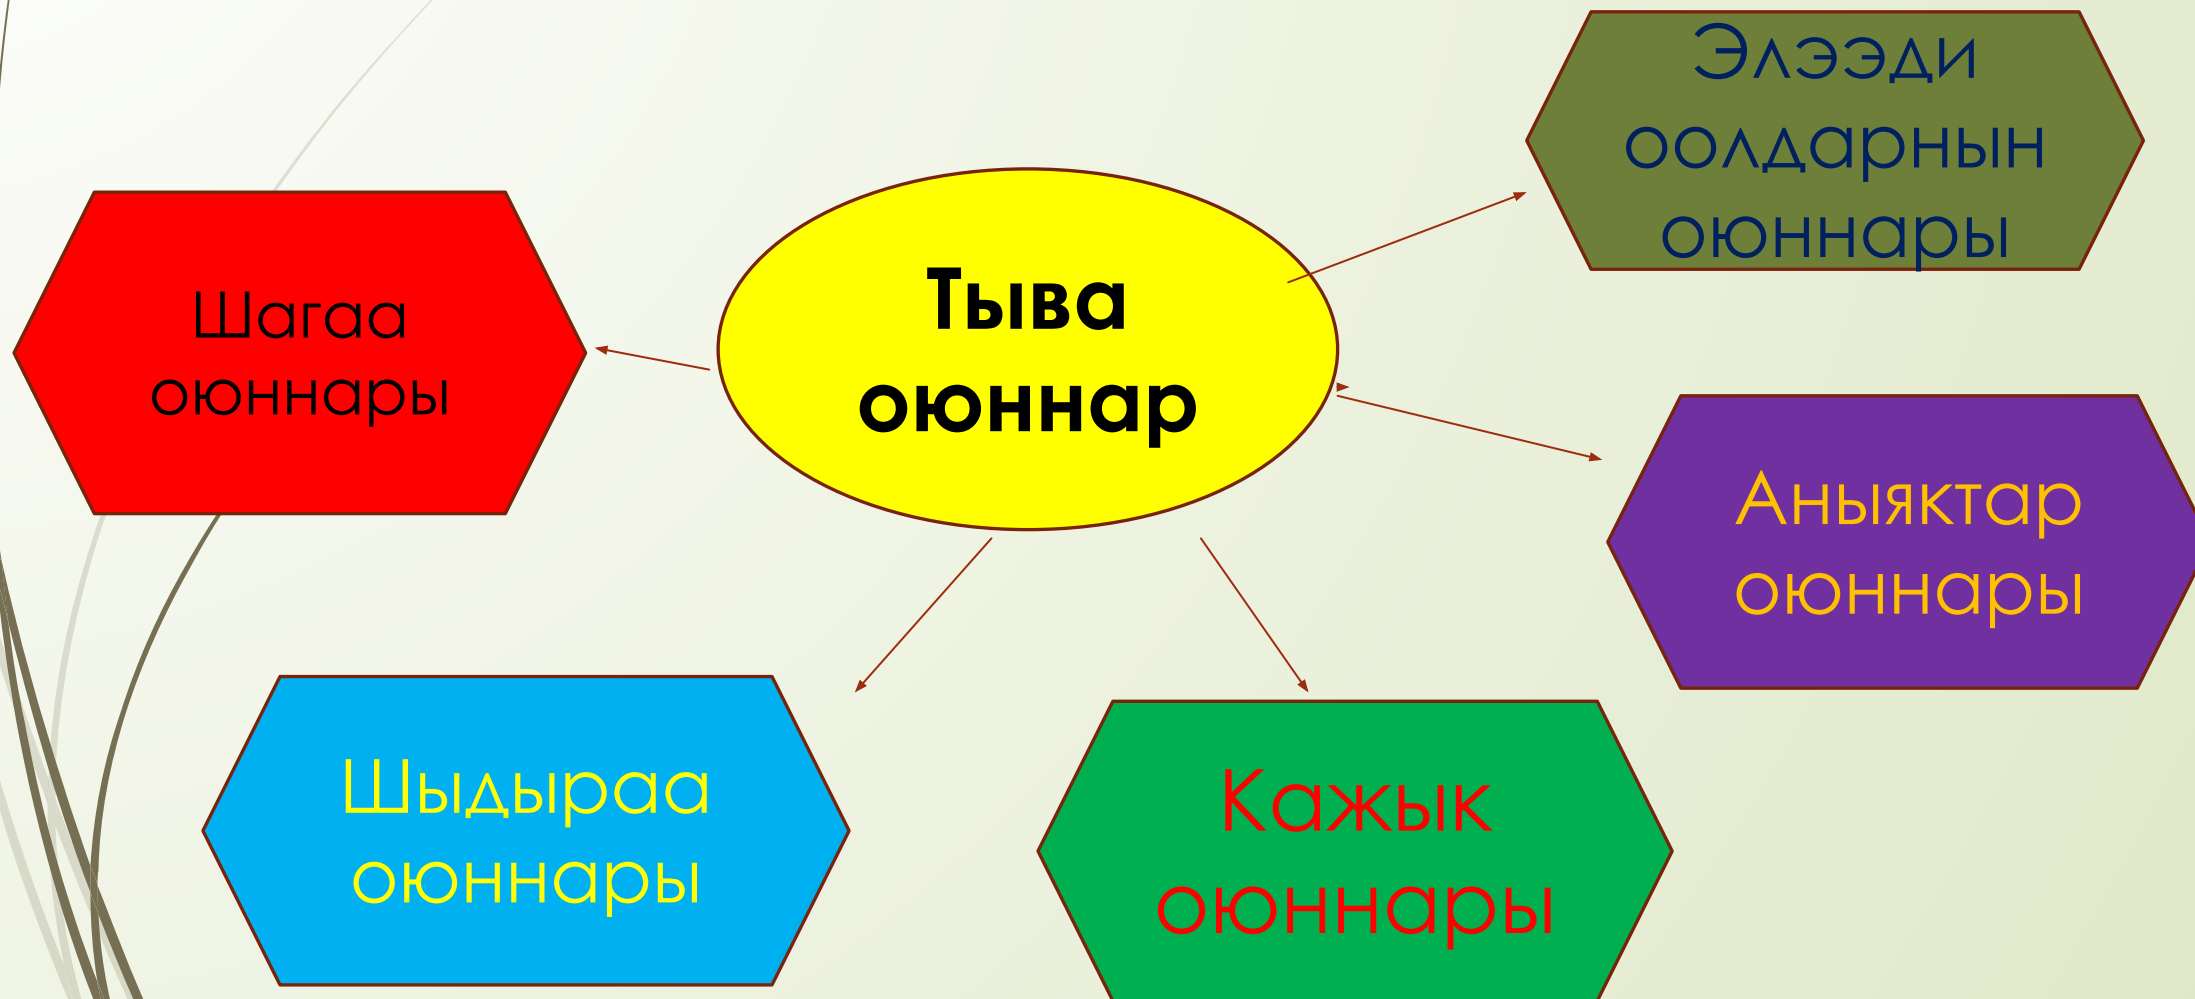 Элээди
оолдарнын
оюннары
Тыва
оюннар
Шагаа
оюннары
Аныяктар
оюннары
Шыдыраа
оюннары
Кажык
оюннары